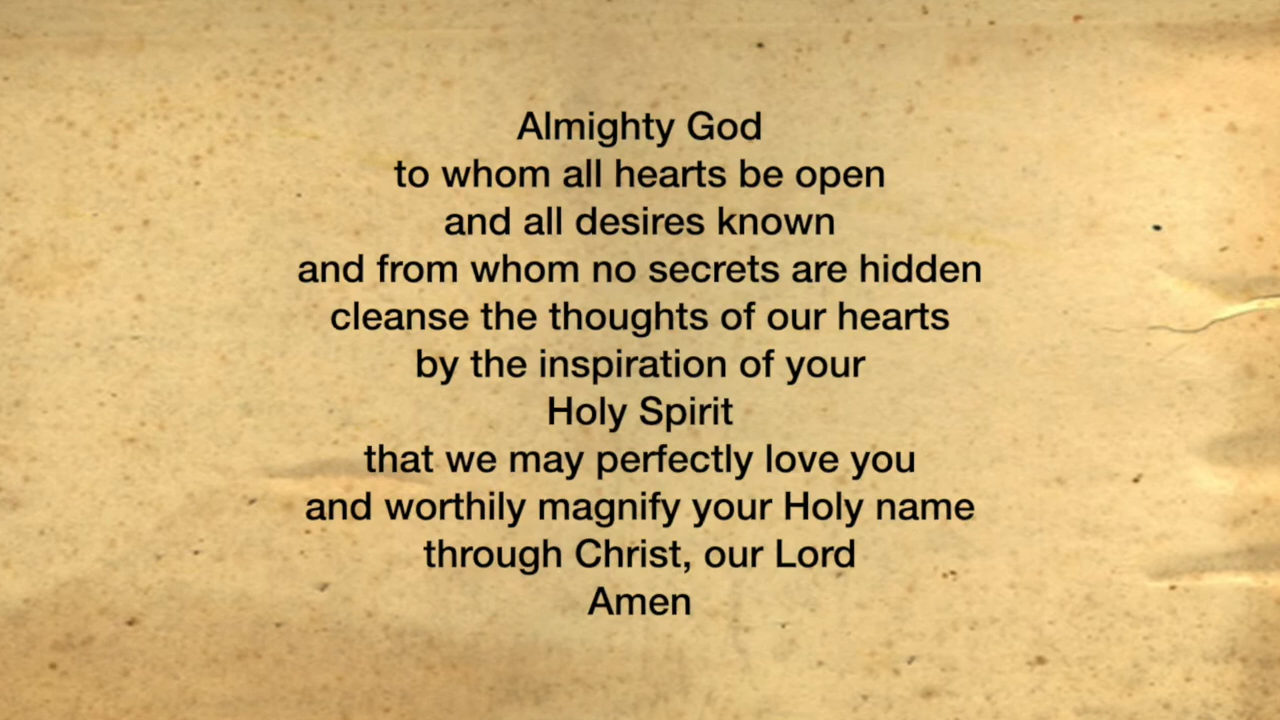 Almighty God
to whom all hearts be open
and all desires known
and from whom no secrets are hidden
cleanse the thoughts of our hearts
by the inspiration of your
Holy Spirit
that we may perfectly love you
and worthily magnify your Holy name
through Christ, our Lord
Amen